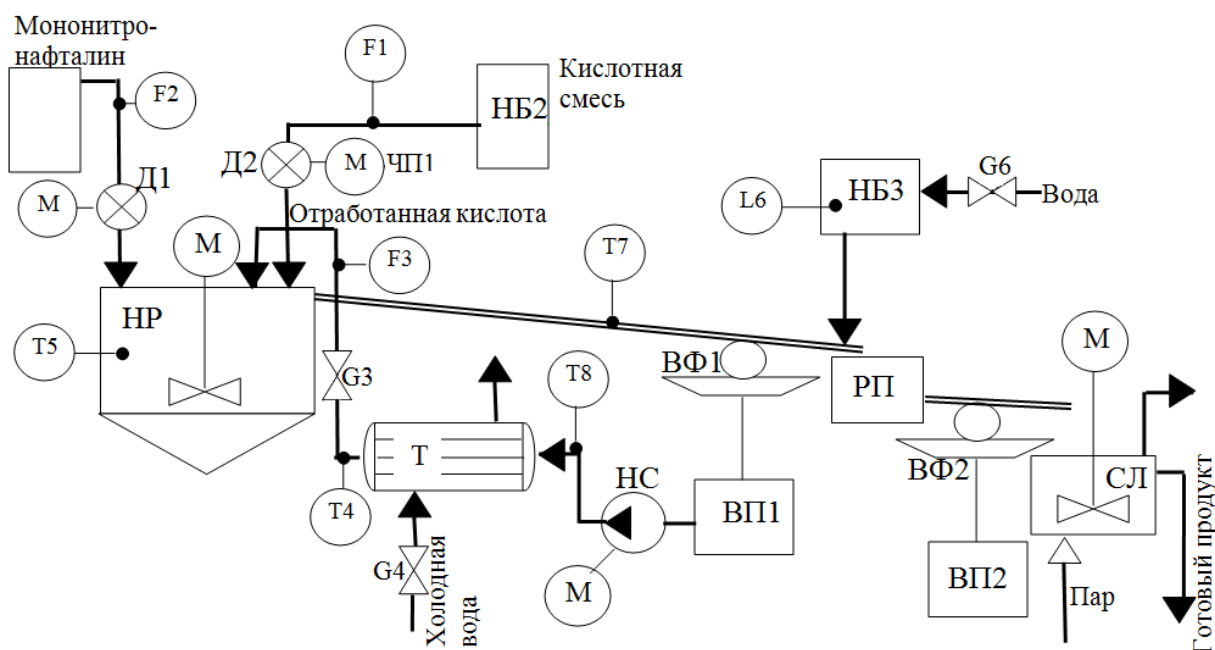 Мононитро-
нафталин
F1
F2
НБ2
Кислотная
смесь
Д1
М
Д2
М
ЧП1
Отработанная кислота
М
F3
НР
T5
G3
T7
L6
НБ3
G6
Вода
ВФ1
РП
М
T8
Т
НС
ВП1
T4
М
G4
Холодная
вода
ВФ2
ВП2
СЛ
Пар
Готовый продукт